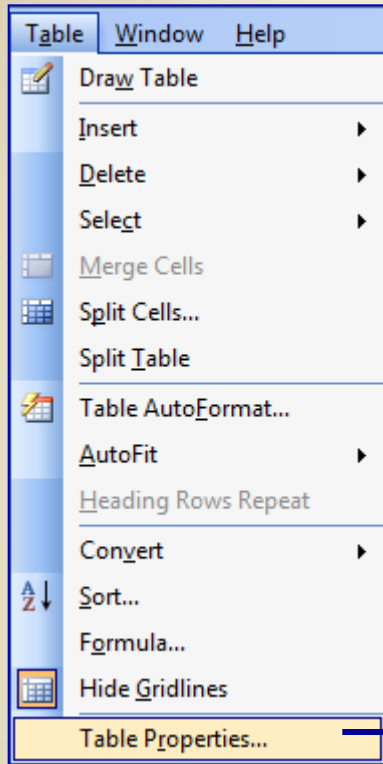 Table Window Help
Draw Table
Insert
Delete
Select
Merge Cells
Split Cells...
Split Table
Table AutoFormat...
AutoFit
Heading Rows Repeat
Convert
A Z Sort...
Formula...
Hide Gridlines
Table Properties...